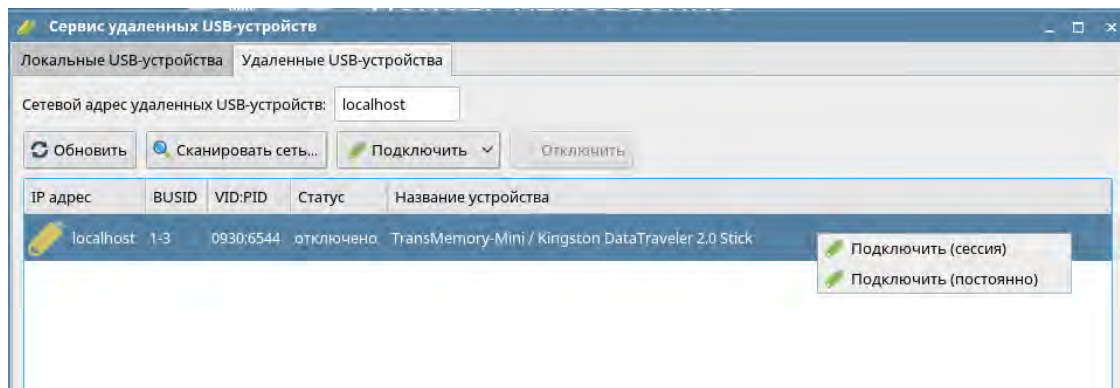 Сервис удаленных USB-устройств
Локальные USB-устройства Удаленные USB-устройства
Сетевой адрес удаленных USB-устройств: localhost
Обновить Сканировать сеть... Подключить Отключить
IP адрес BUSID VID:PID Статус Название устройства
localhost 1-3 0930:6544 отключено TransMemory-Mini / Kingston DataTraveler 2.0 Stick
Подключить (сессия)
Подключить (постоянно)